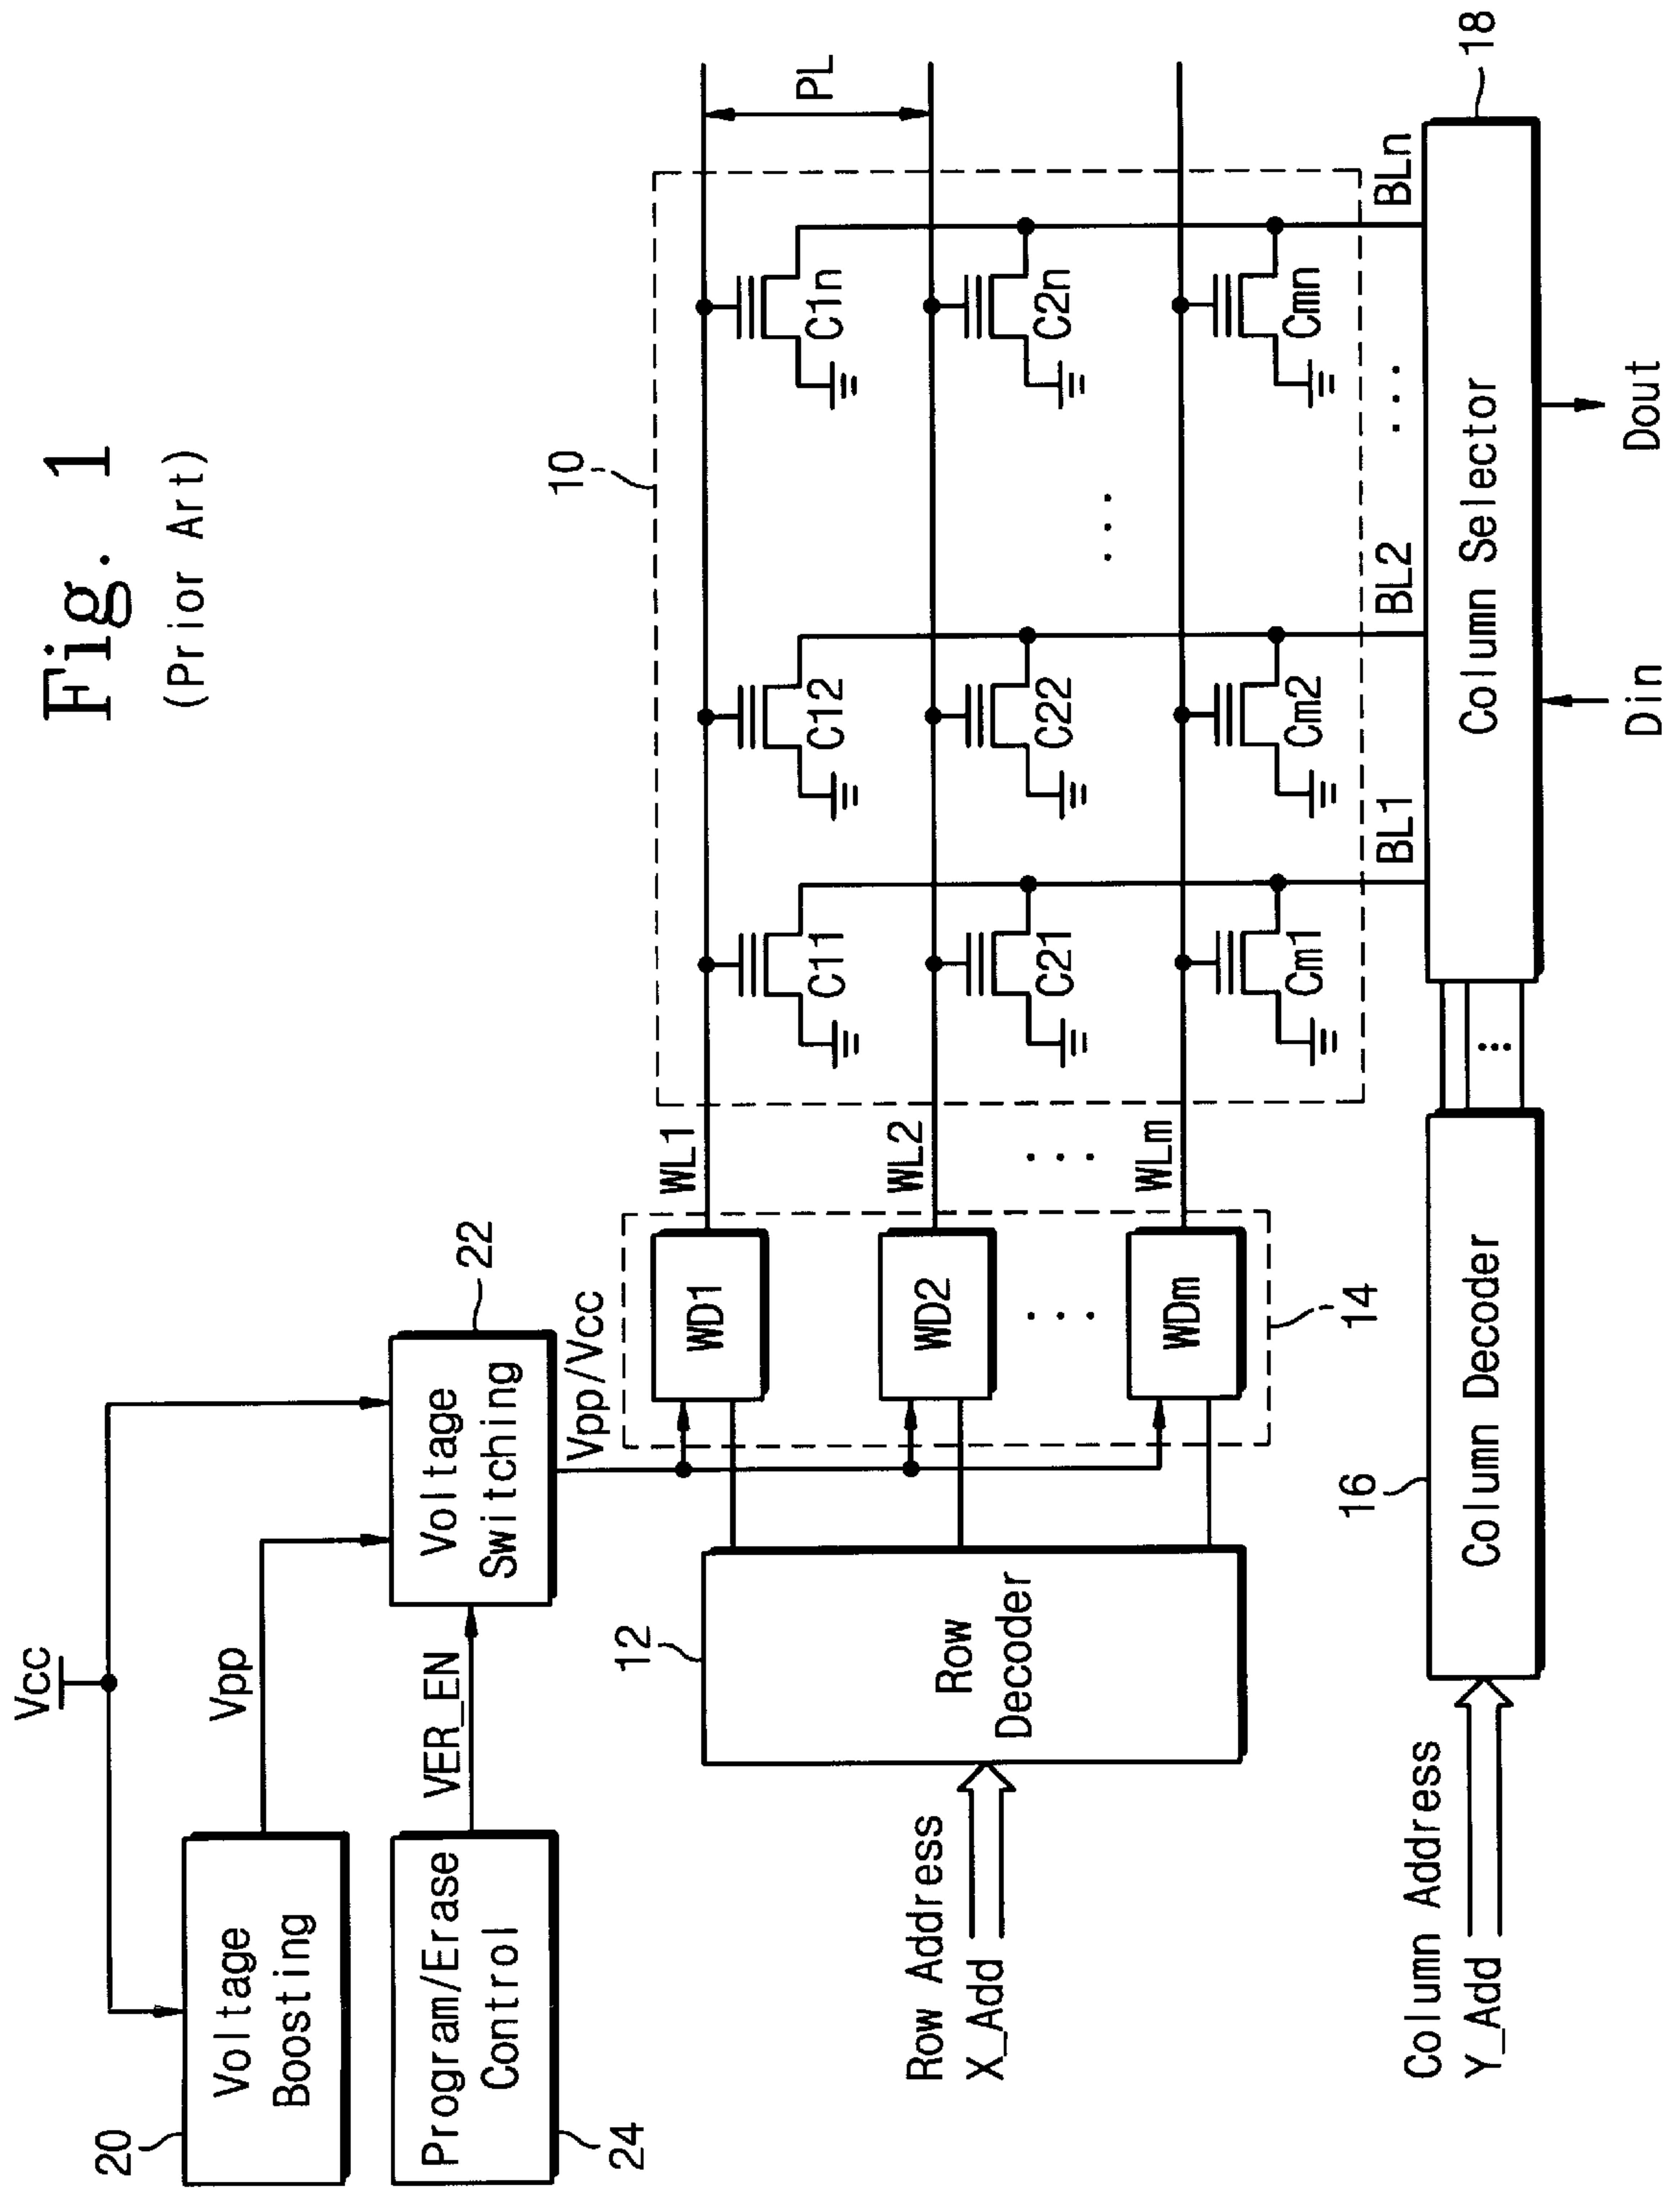 Fig. 1
(Prior Art)
Vcc
20
Voltage
Boosting
Vpp
22
Voltage
Switching
24
Program/Erase
Control
VER_EN
Vpp/Vcc
10
PL
12
Row
Decoder
Row Address
X_Add
14
WD1
WL1
C11
C12
C1n
WD2
WL2
C21
C22
C2n
...
...
...
WDm
WLm
Cm1
Cm2
Cmn
BL1
BL2
...
BLn
16
Column Decoder
Column Address
Y_Add
...
18
Column Selector
Din
Dout